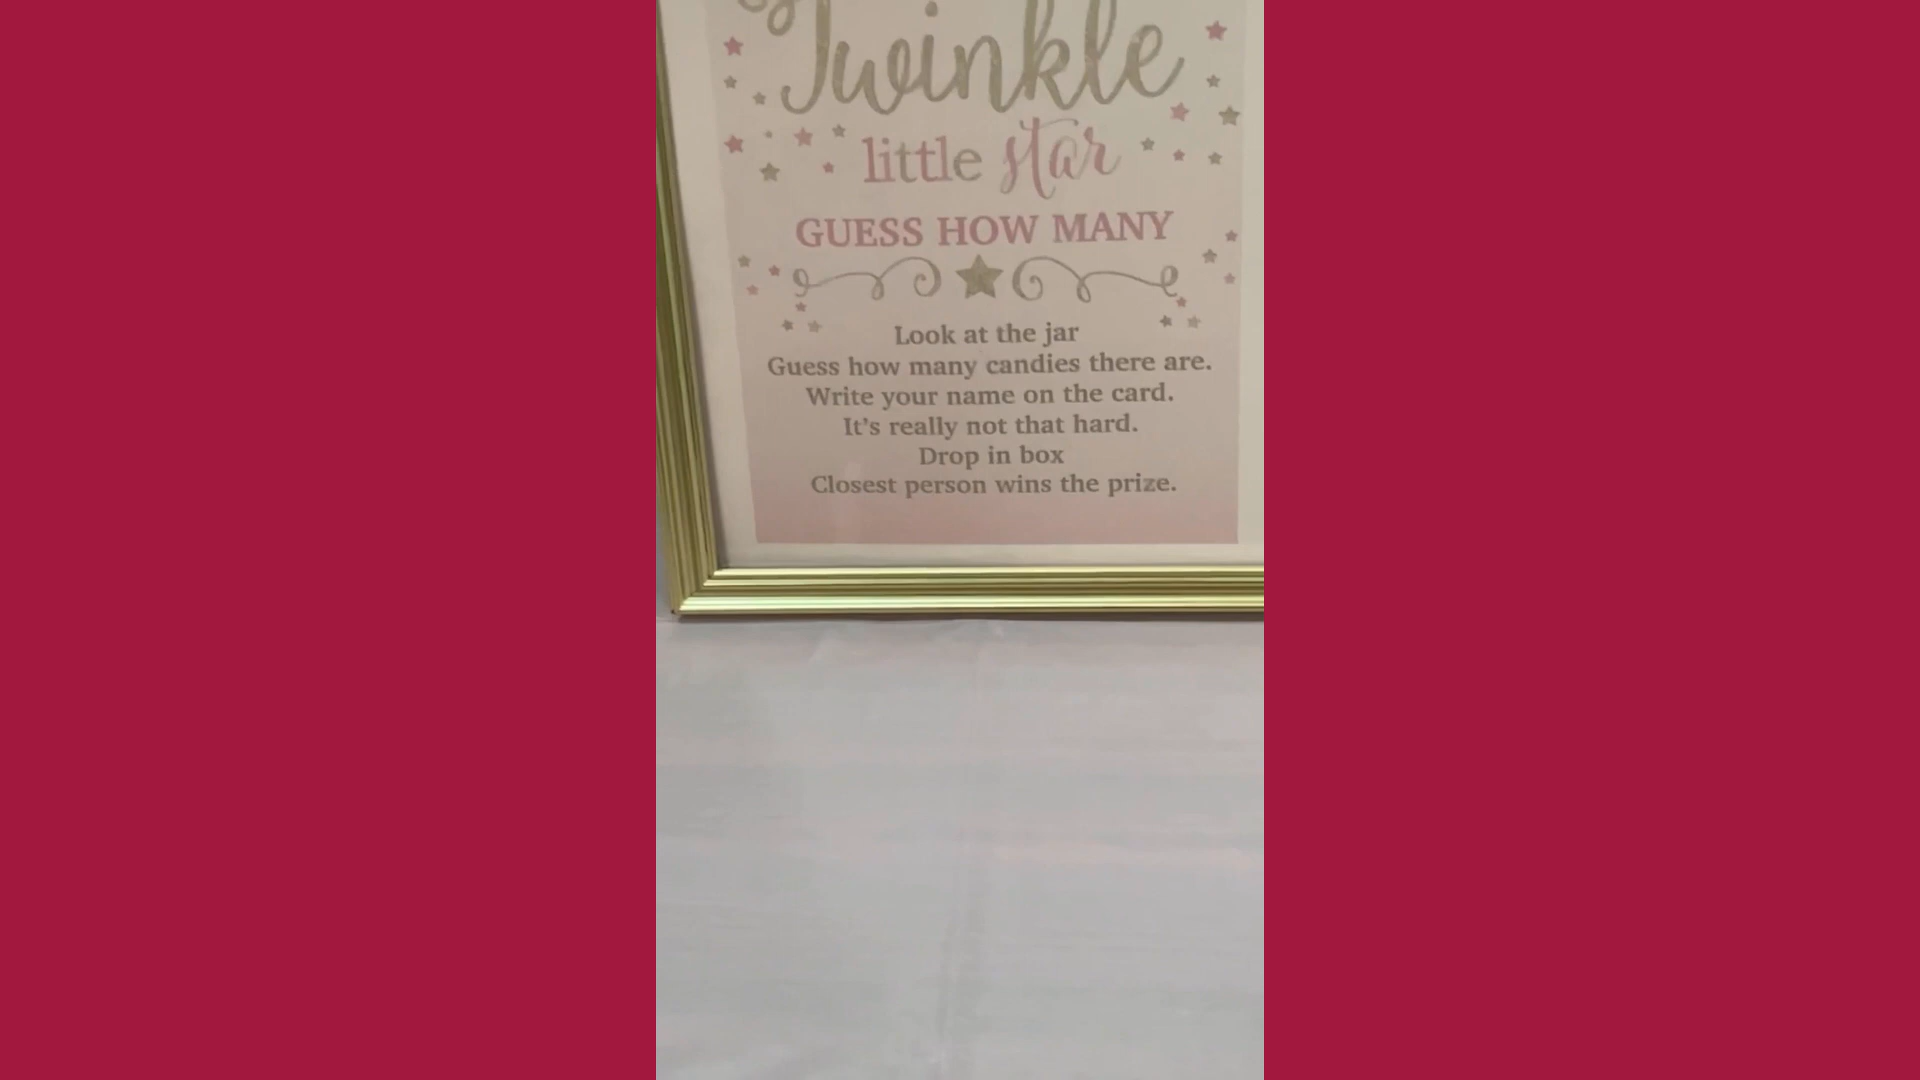 Twinkle
little star
GUESS HOW MANY
Look at the jar
Guess how many candies there are.
Write your name on the card.
It's really not that hard.
Drop in box
Closest person wins the prize.